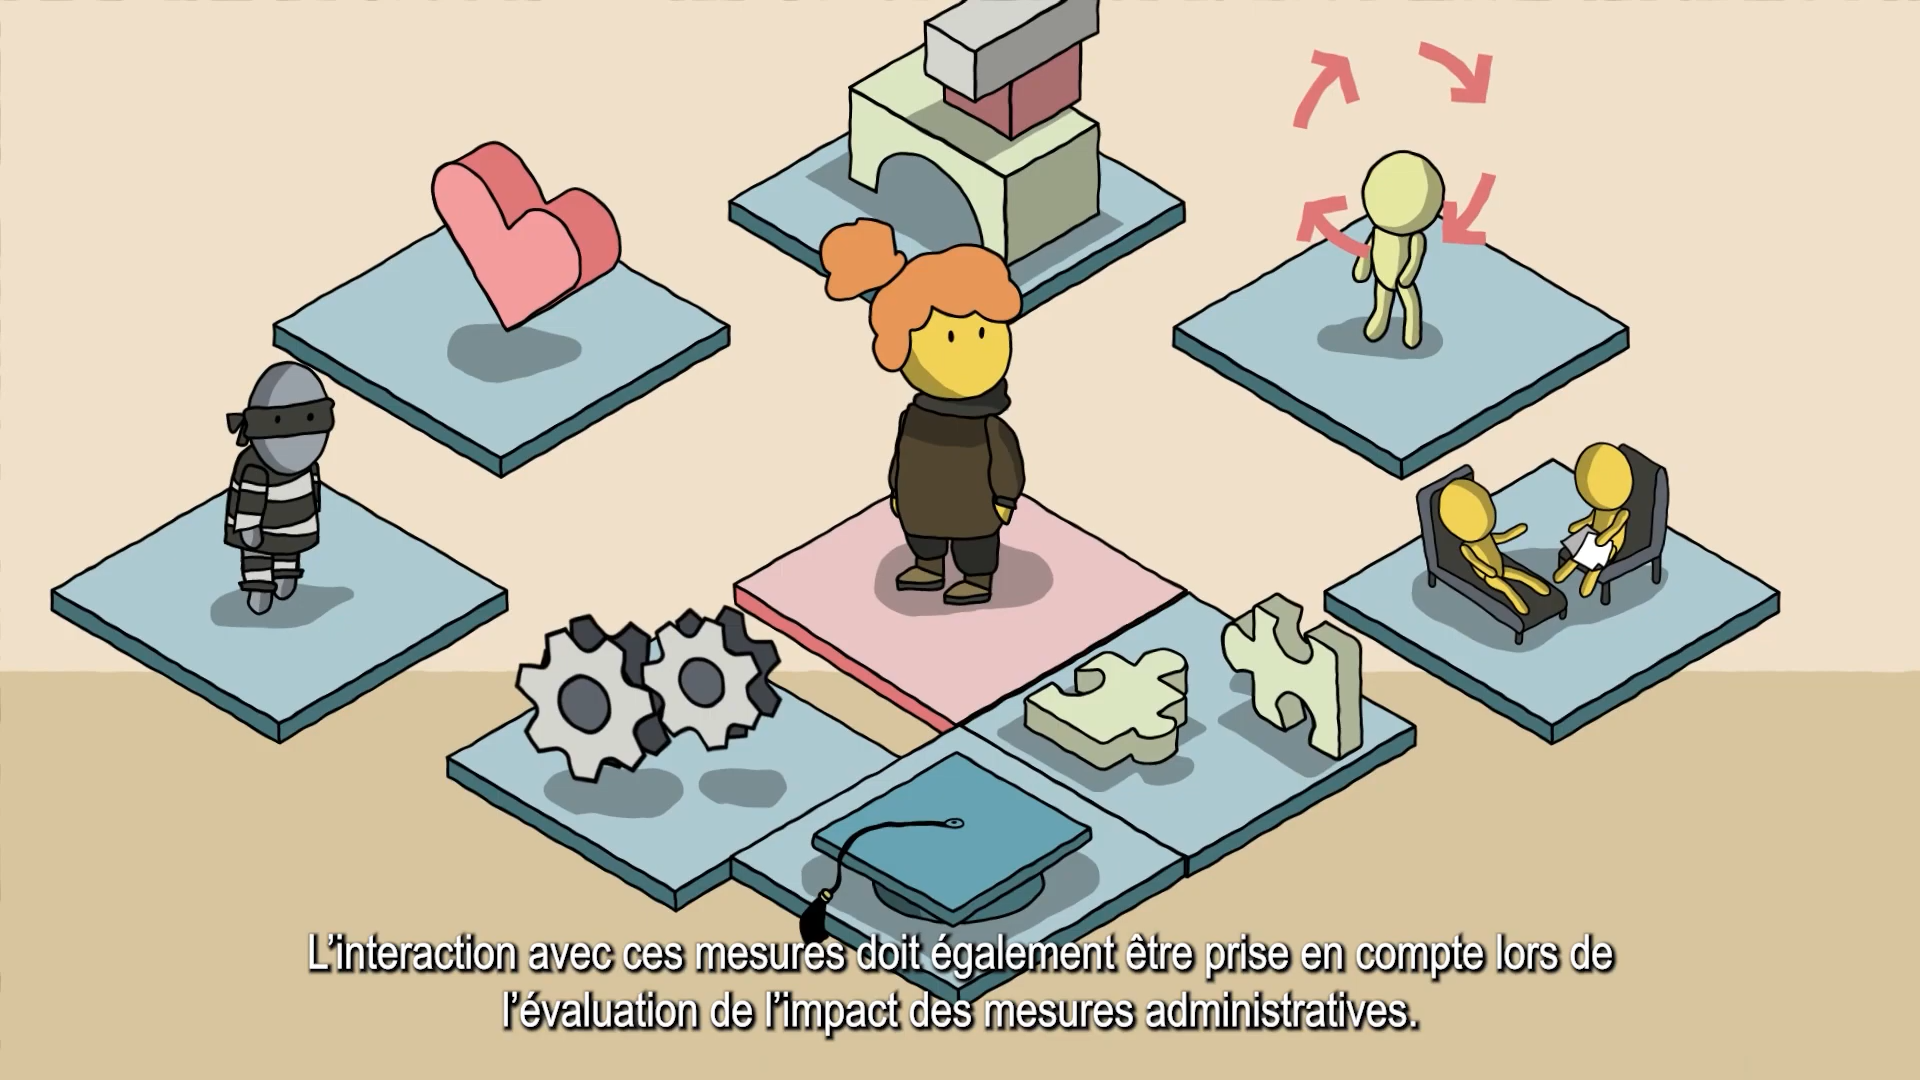 L’interaction avec ces mesures doit également être prise en compte lors de
l’évaluation de l’impact des mesures administratives.